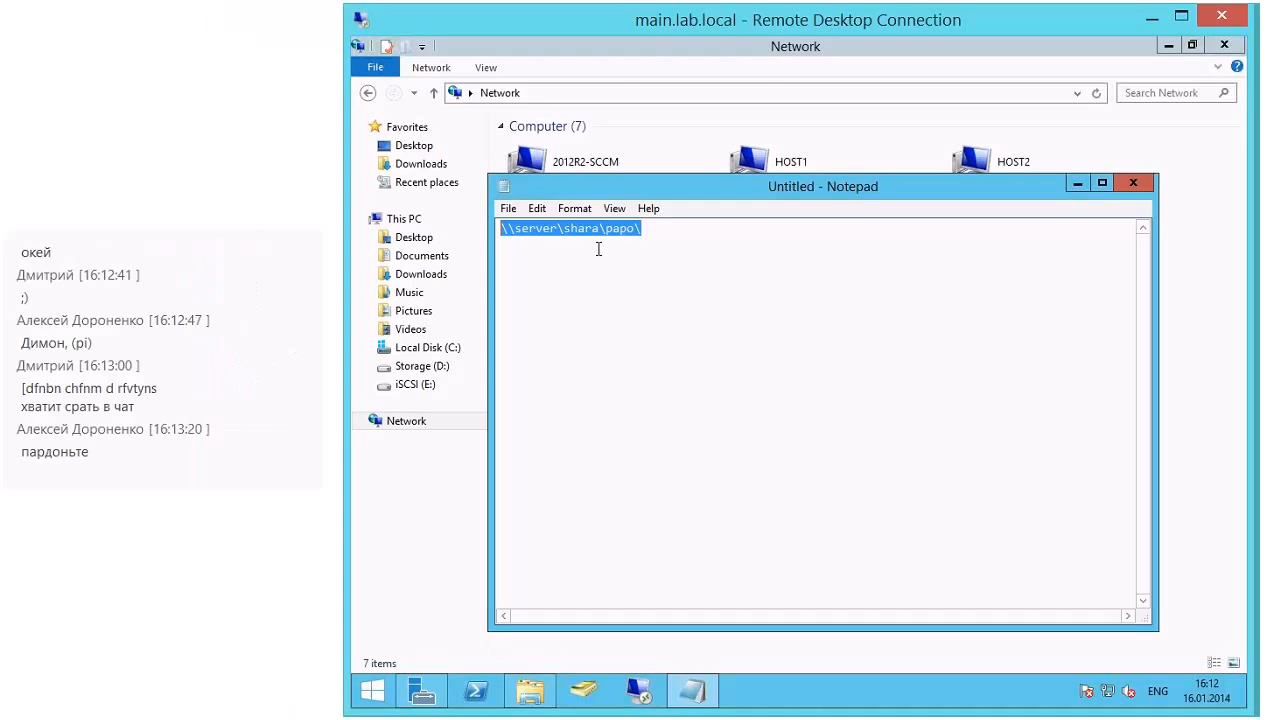 окей
Дмитрий [16:12:41 ]
;)
Алексей Дороненко [16:12:47 ]
Димон, (pi)
Дмитрий [16:13:00 ]
[dfnbn chfnm d rfvtyns
хватит срать в чат
Алексей Дороненко [16:13:20 ]
пардоньте
main.lab.local - Remote Desktop Connection
Network
File Network View
Network
Search Network
Favorites
Desktop
Downloads
Recent places
This PC
Desktop
Documents
Downloads
Music
Pictures
Videos
Local Disk (C:)
Storage (D:)
iSCSI (E:)
Network
Computer (7)
2012R2-SCCM HOST1 HOST2
Untitled - Notepad
File Edit Format View Help
\\server\shara\papo\
7 items
ENG
16:12
16.01.2014